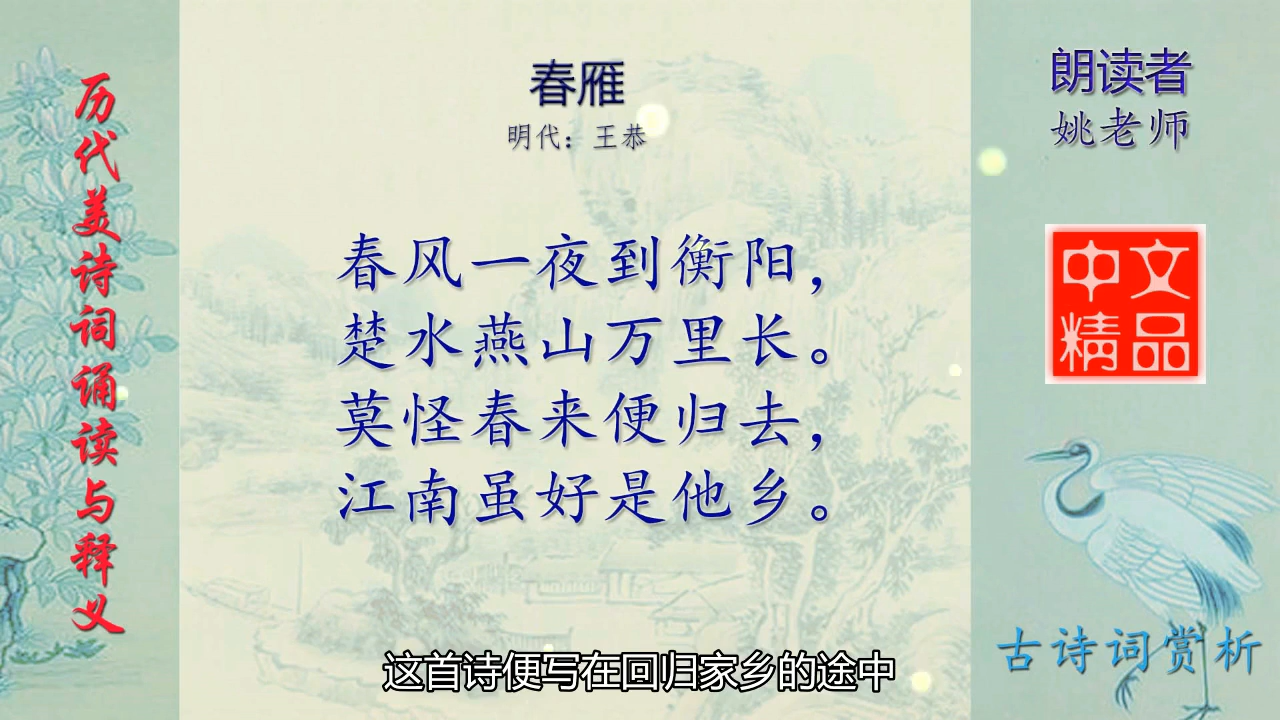 历代美诗词诵读与释义
春雁
明代：王恭
春风一夜到衡阳，
楚水燕山万里长。
莫怪春来便归去，
江南虽好是他乡。
朗读者
姚老师
中文
精品
古诗词赏析
这首诗便写在回归家乡的途中